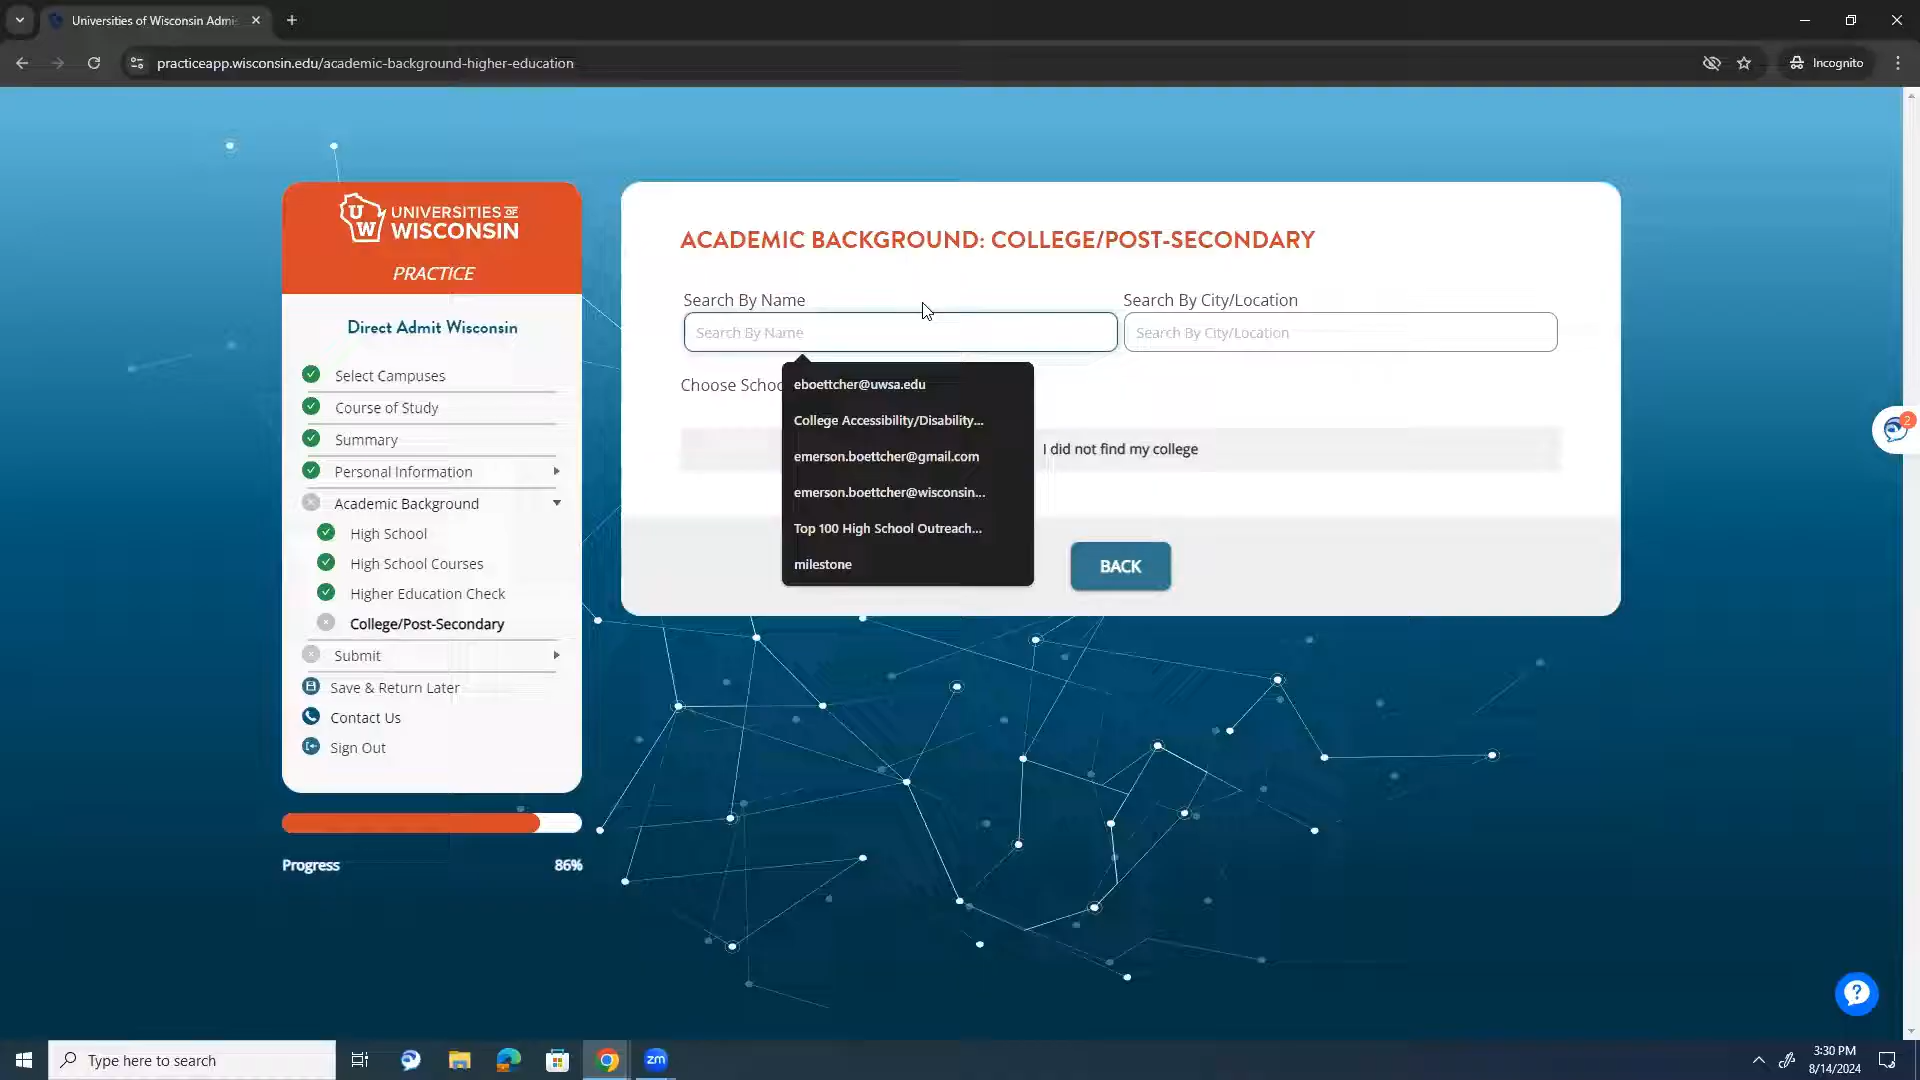 Universities of Wisconsin Admi
practiceapp.wisconsin.edu/academic-background-higher-education
Incognito
UNIVERSITIES OF
WISCONSIN
UW
PRACTICE
Direct Admit Wisconsin
Select Campuses
Course of Study
Summary
Personal Information
Academic Background
High School
High School Courses
Higher Education Check
College/Post-Secondary
Submit
Save & Return Later
Contact Us
Sign Out
Progress 86%
ACADEMIC BACKGROUND: COLLEGE/POST-SECONDARY
Search By Name Search By City/Location
Search By Name Search By City/Location
Choose Schoo
eboettcher@uwsa.edu
College Accessibility/Disability...
emerson.boettcher@gmail.com
emerson.boettcher@wisconsin...
Top 100 High School Outreach...
milestone
I did not find my college
BACK
2
?
Type here to search
zm
3:30 PM
8/14/2024